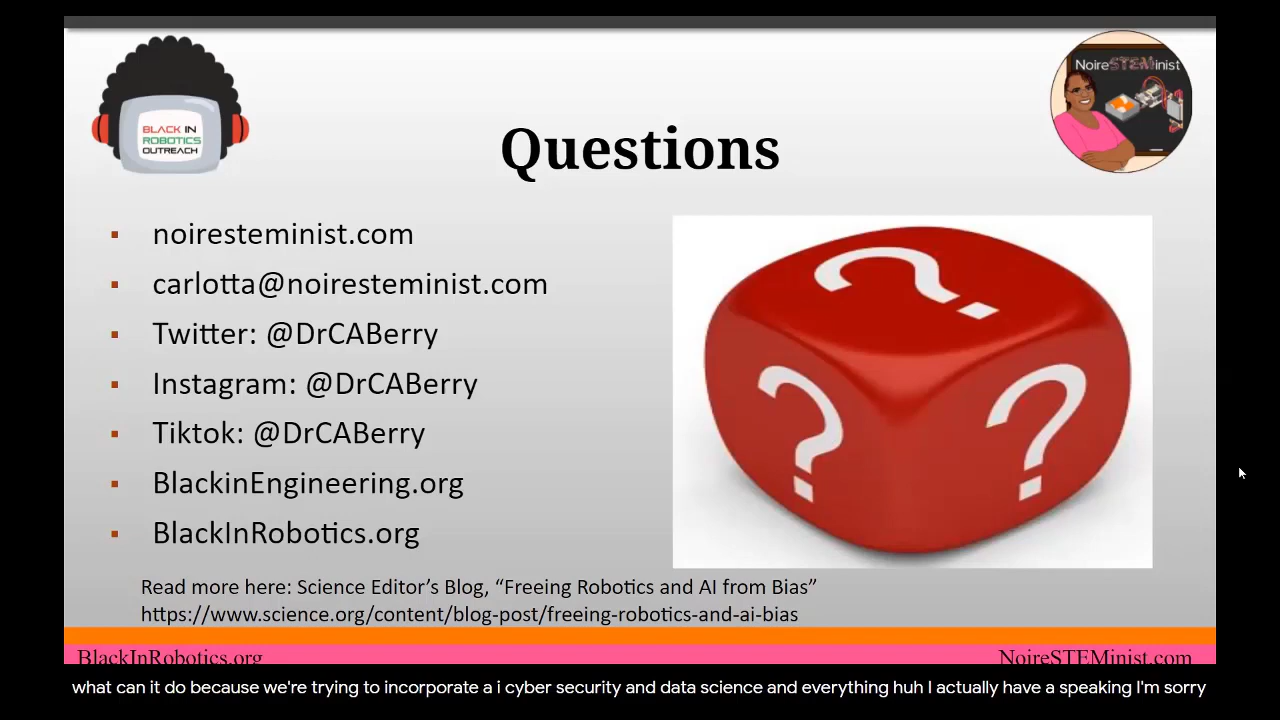 BLACK IN
ROBOTICS
OUTREACH
NoireSTEMinist
Questions
noiresteminist.com
carlotta@noiresteminist.com
Twitter: @DrCABerry
Instagram: @DrCABerry
Tiktok: @DrCABerry
BlackinEngineering.org
BlackInRobotics.org
? ? ?
Read more here: Science Editor’s Blog, “Freeing Robotics and AI from Bias”
https://www.science.org/content/blog-post/freeing-robotics-and-ai-bias
BlackInRobotics.org
NoireSTEMinist.com
what can it do because we're trying to incorporate a i cyber security and data science and everything huh I actually have a speaking I'm sorry